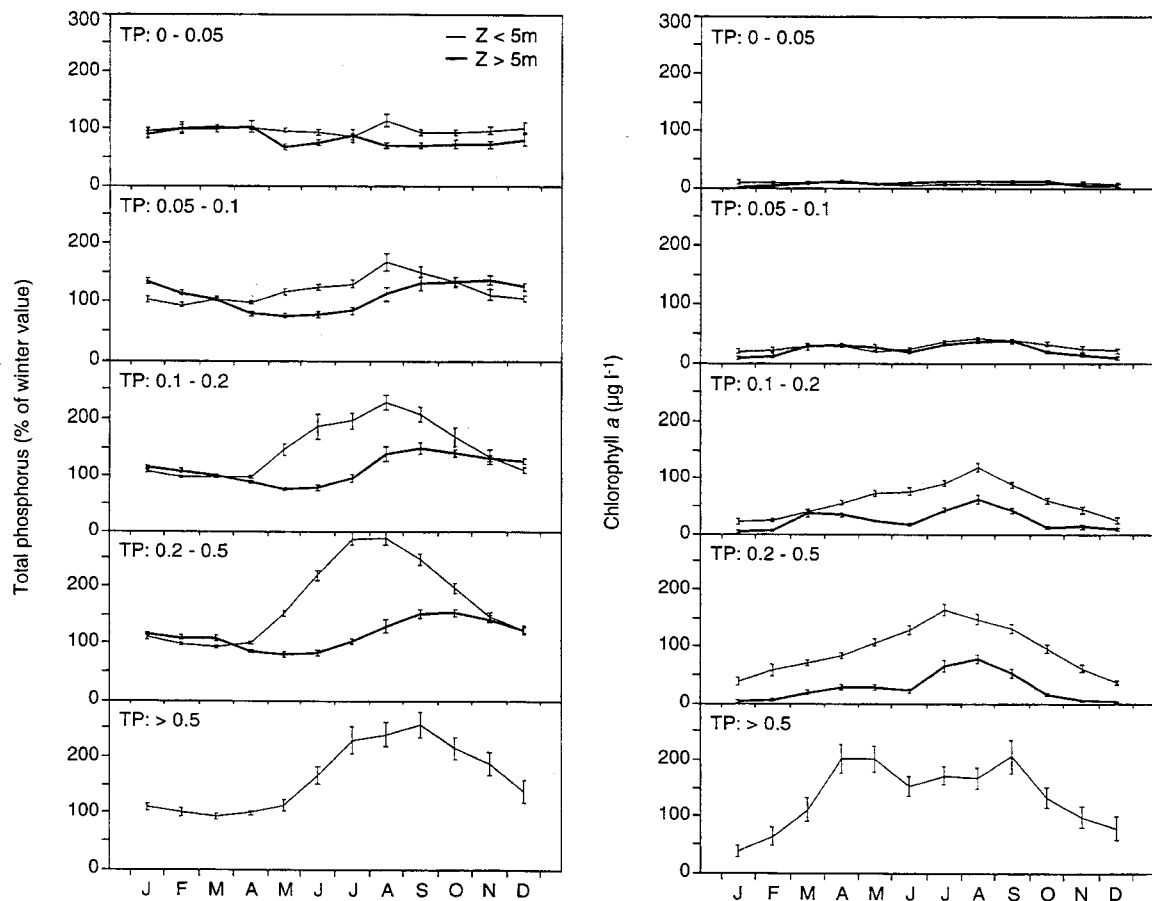 Total phosphorus (% of winter value)
300
TP: 0 - 0.05
Z < 5m
Z > 5m
200
100
0
TP: 0.05 - 0.1
200
100
0
TP: 0.1 - 0.2
200
100
0
TP: 0.2 - 0.5
200
100
0
TP: > 0.5
200
100
0
J F M A M J J A S O N D
Chlorophyll a (µg l-1)
300
TP: 0 - 0.05
200
100
0
TP: 0.05 - 0.1
200
100
0
TP: 0.1 - 0.2
200
100
0
TP: 0.2 - 0.5
200
100
0
TP: > 0.5
200
100
0
J F M A M J J A S O N D